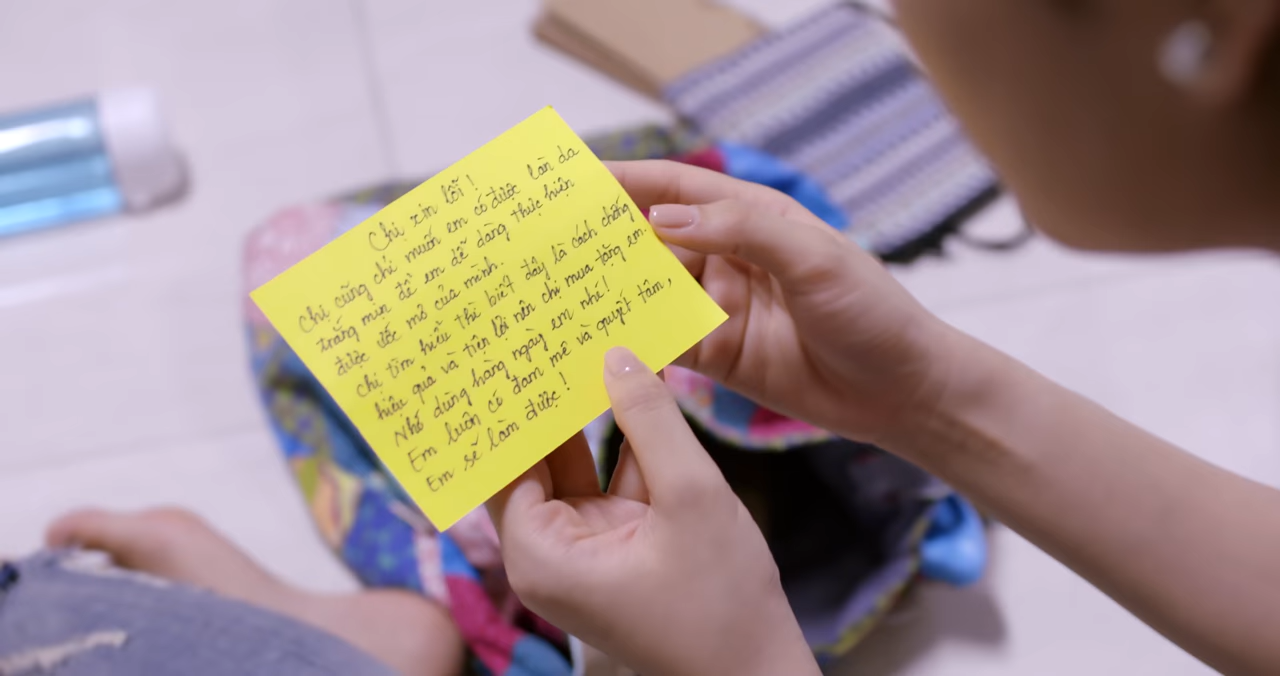 Chị xin lỗi!
Chị cũng chị muốn em có được làn da
trắng mịn để em dễ dàng thực hiện
được ước mơ của mình.
Chị tìm hiểu thì biết đây là cách chống
hiệu quả và tiện lợi nên chị mua tặng em.
Nhớ dùng hàng ngày em nhé!
Em luôn có đam mê và quyết tâm,
Em sẽ làm được!